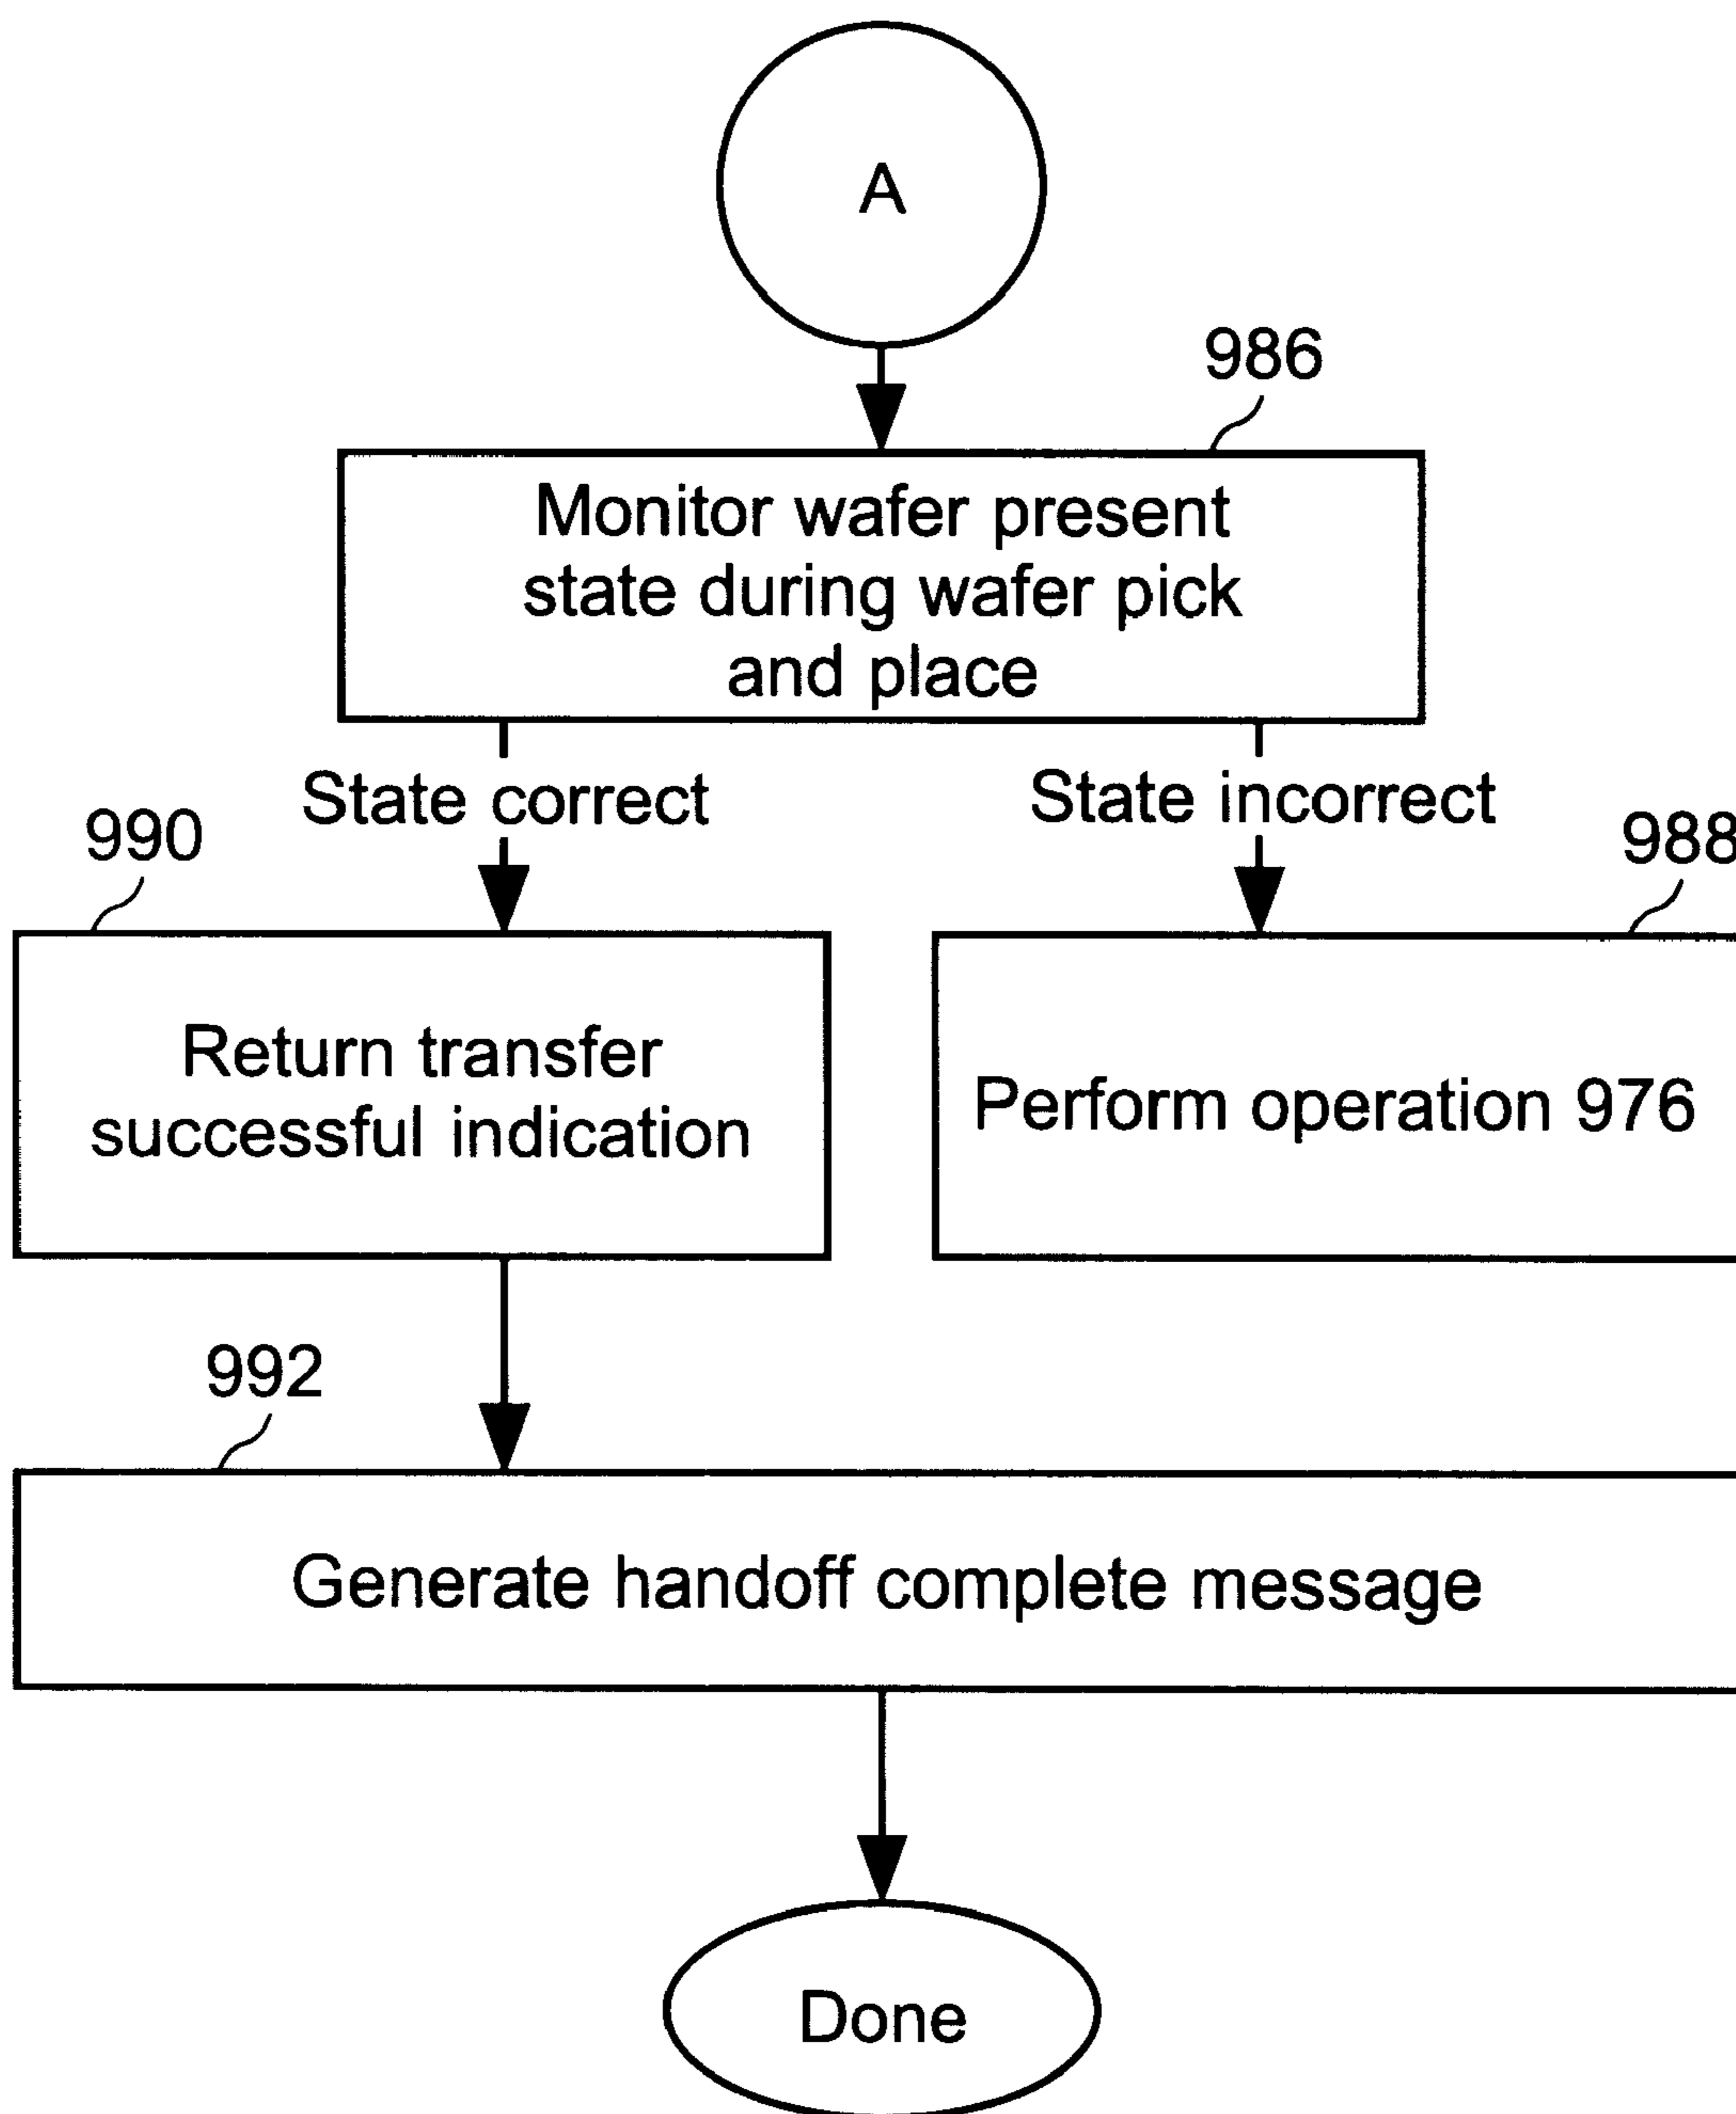 A
986
Monitor wafer present
state during wafer pick
and place
State correct
State incorrect
990
988
Return transfer
successful indication
Perform operation 976
992
Generate handoff complete message
Done